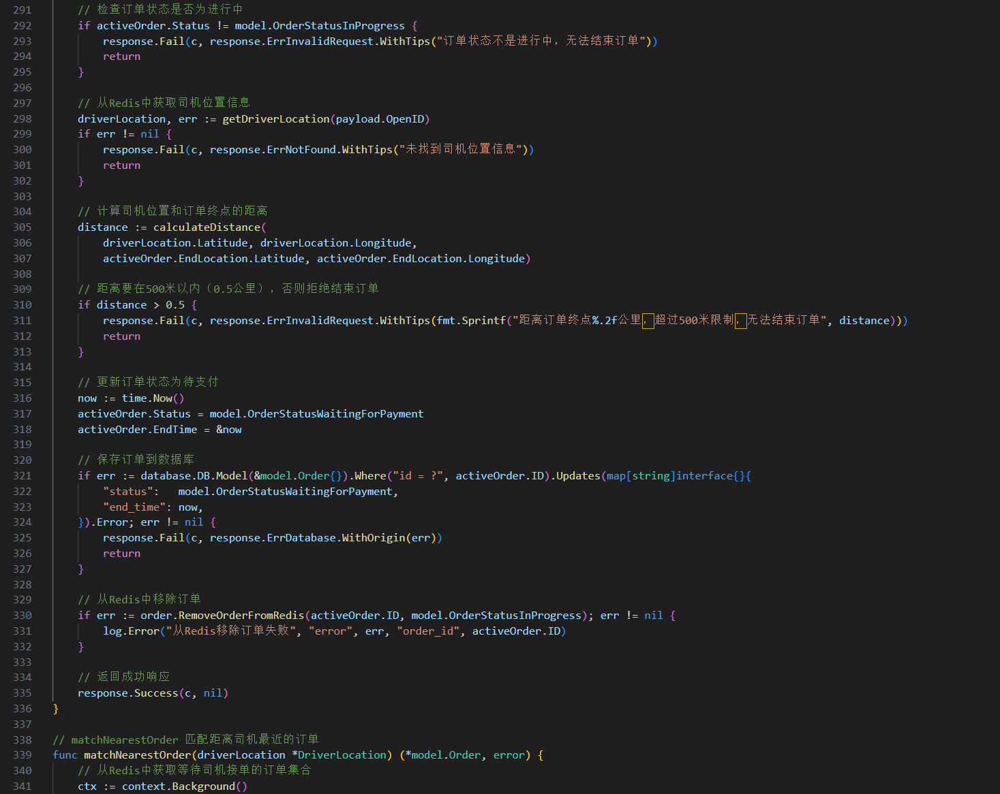 291 // 检查订单状态是否为进行中
292 if activeOrder.Status != model.OrderStatusInProgress {
293 response.Fail(c, response.ErrInvalidRequest.WithTips("订单状态不是进行中，无法结束订单"))
294 return
295 }
296
297 // 从Redis中获取司机位置信息
298 driverLocation, err := getDriverLocation(payload.OpenID)
299 if err != nil {
300 response.Fail(c, response.ErrNotFound.WithTips("未找到司机位置信息"))
301 return
302 }
303
304 // 计算司机位置和订单终点的距离
305 distance := calculateDistance(
306 driverLocation.Latitude, driverLocation.Longitude,
307 activeOrder.EndLocation.Latitude, activeOrder.EndLocation.Longitude)
308
309 // 距离要在500米以内（0.5公里），否则拒绝结束订单
310 if distance > 0.5 {
311 response.Fail(c, response.ErrInvalidRequest.WithTips(fmt.Sprintf("距离订单终点%.2f公里，超过500米限制，无法结束订单", distance)))
312 return
313 }
314
315 // 更新订单状态为待支付
316 now := time.Now()
317 activeOrder.Status = model.OrderStatusWaitingForPayment
318 activeOrder.EndTime = &now
319
320 // 保存订单到数据库
321 if err := database.DB.Model(&model.Order{}).Where("id = ?", activeOrder.ID).Updates(map[string]interface{}{
322 "status":   model.OrderStatusWaitingForPayment,
323 "end_time": now,
324 }).Error; err != nil {
325 response.Fail(c, response.ErrDatabase.WithOrigin(err))
326 return
327 }
328
329 // 从Redis中移除订单
330 if err := order.RemoveOrderFromRedis(activeOrder.ID, model.OrderStatusInProgress); err != nil {
331 log.Error("从Redis移除订单失败", "error", err, "order_id", activeOrder.ID)
332 }
333
334 // 返回成功响应
335 response.Success(c, nil)
336 }
337
338 // matchNearestOrder 匹配距离司机最近的订单
339 func matchNearestOrder(driverLocation *DriverLocation) (*model.Order, error) {
340 // 从Redis中获取等待司机接单的订单集合
341 ctx := context.Background()